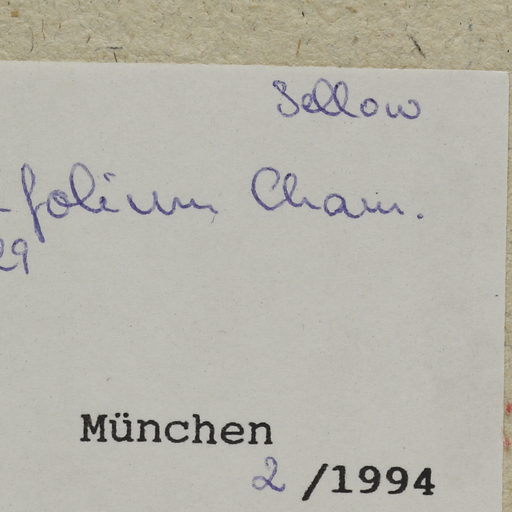 Sellow
-folium Cham.
29
München
2 /1994